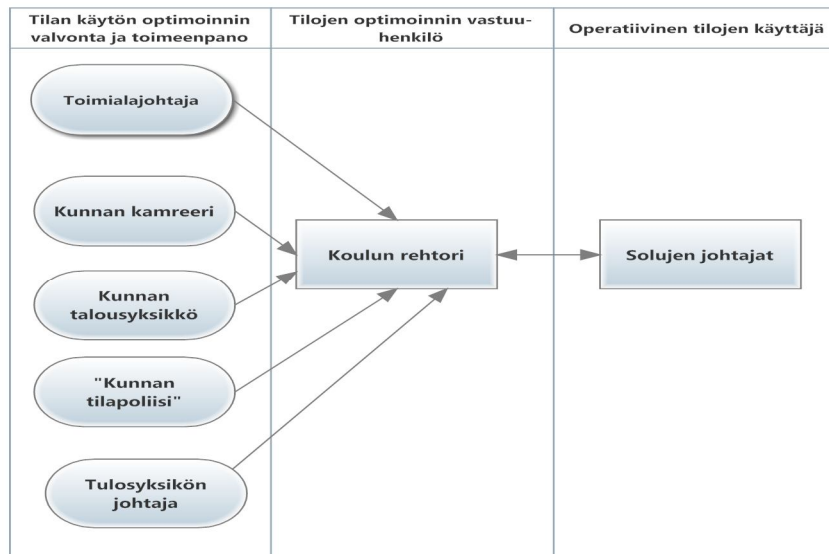 Tilan käytön optimoinnin
valvonta ja toimeenpano
Tilojen optimoinnin vastuu-
henkilö
Operatiivinen tilojen käyttäjä
Toimialajohtaja
Kunnan kamreeri
Kunnan
talousyksikkö
"Kunnan
tilapoliisi"
Tulosyksikön
johtaja
Koulun rehtori
Solujen johtajat